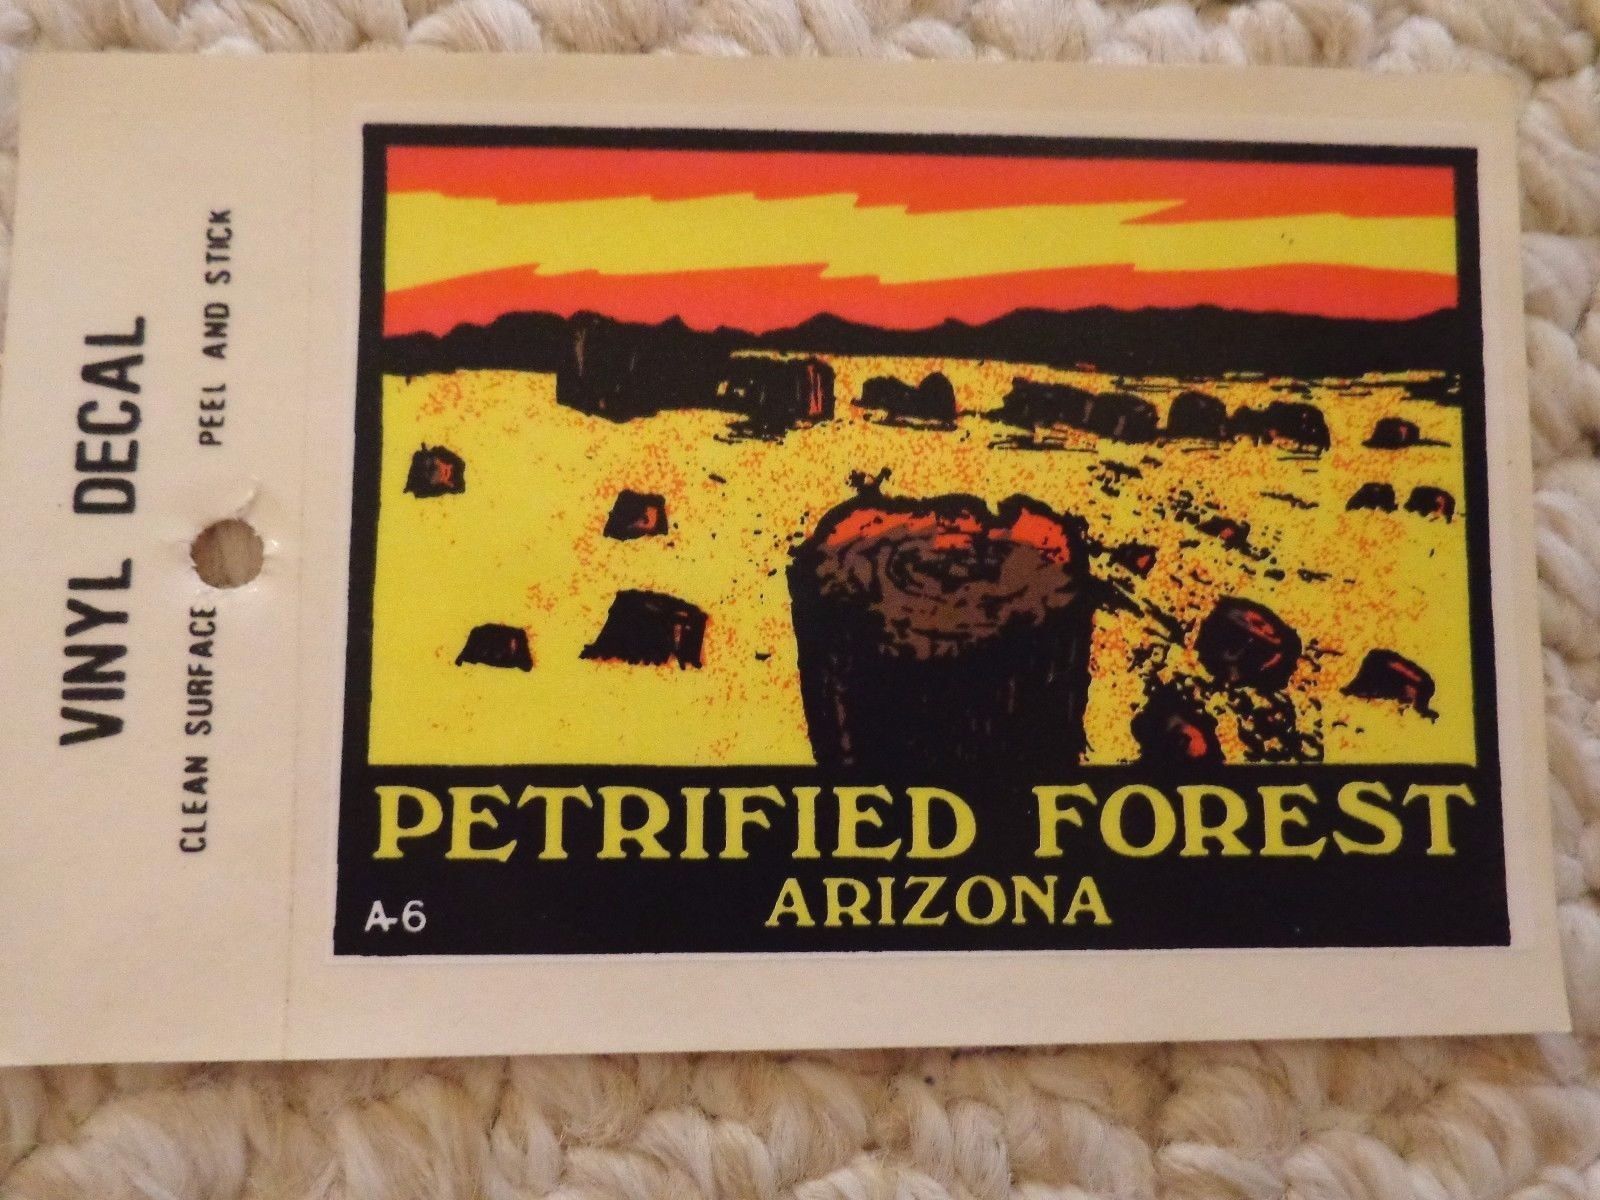 VINYL DECAL
CLEAN SURFACE PEEL AND STICK
PETRIFIED FOREST
ARIZONA
A-6